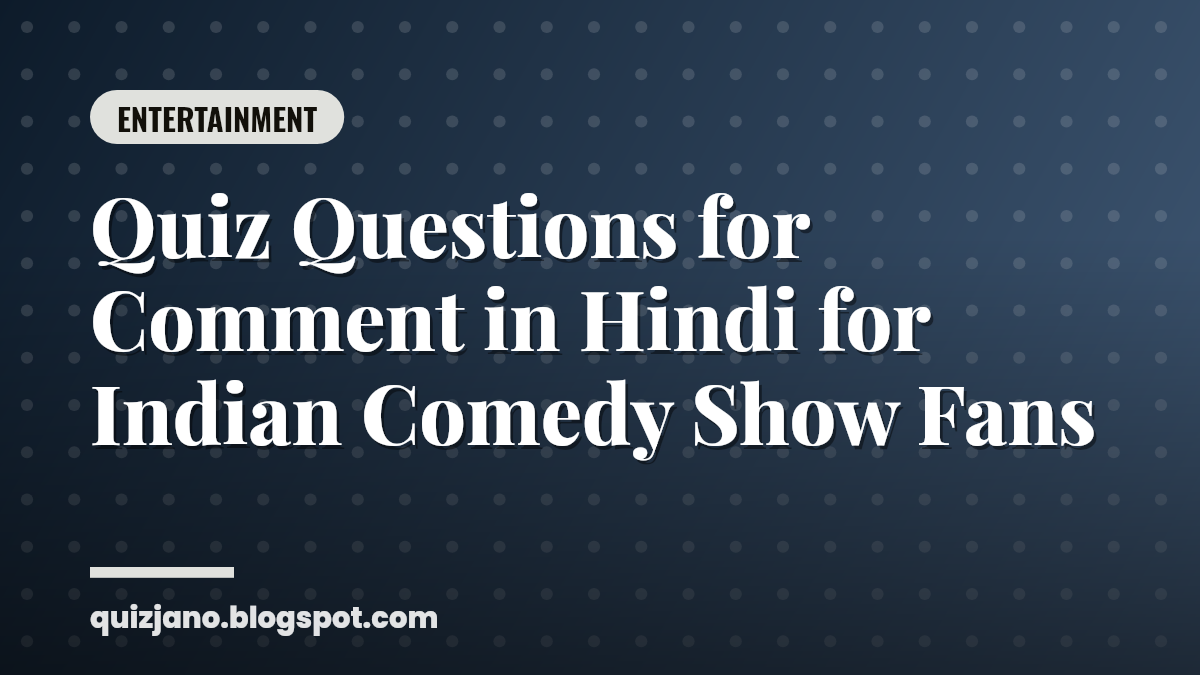 ENTERTAINMENT
Quiz Questions for
Comment in Hindi for
Indian Comedy Show Fans
quizjano.blogspot.com